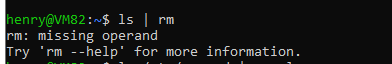 henry@VM82:~$ ls | rm
rm: missing operand
Try 'rm --help' for more information.